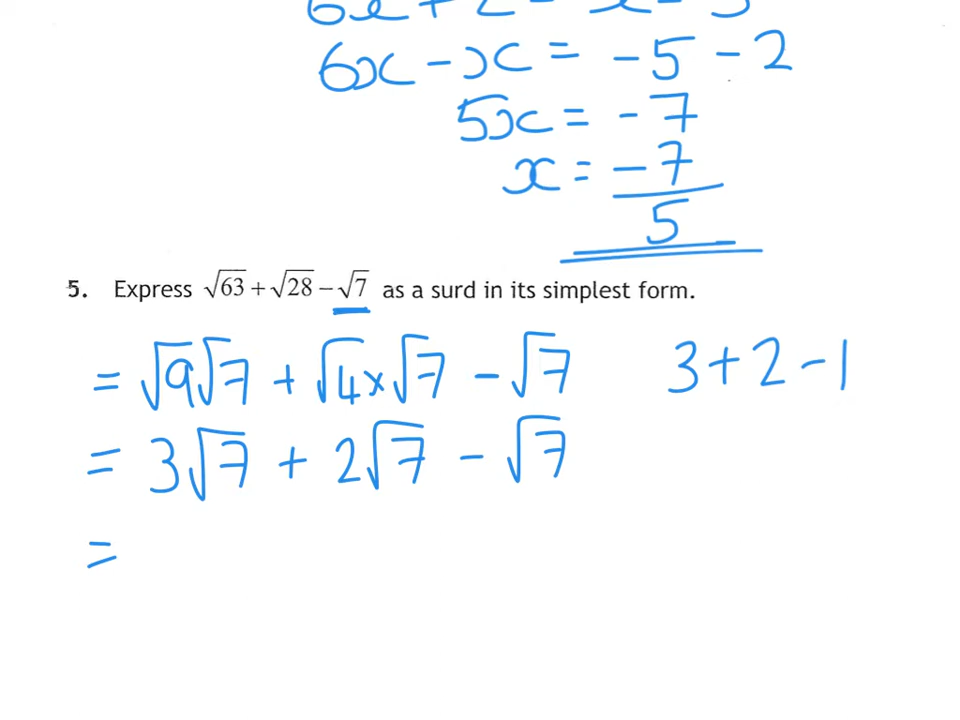 6x - x = -5 - 2
5x = -7
x = -7/5
5. Express √63 + √28 − √7 as a surd in its simplest form.
= √9√7 + √4×√7 - √7 3+2-1
= 3√7 + 2√7 - √7
=